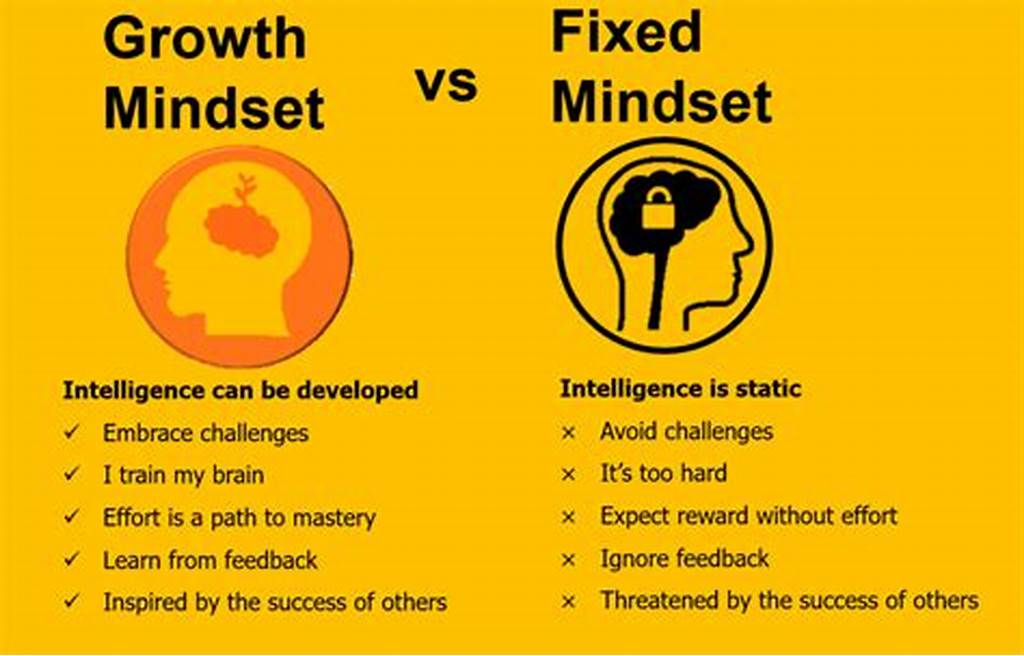 Growth
Mindset
vs
Fixed
Mindset
Intelligence can be developed
✓ Embrace challenges
✓ I train my brain
✓ Effort is a path to mastery
✓ Learn from feedback
✓ Inspired by the success of others
Intelligence is static
× Avoid challenges
× It's too hard
× Expect reward without effort
× Ignore feedback
× Threatened by the success of others